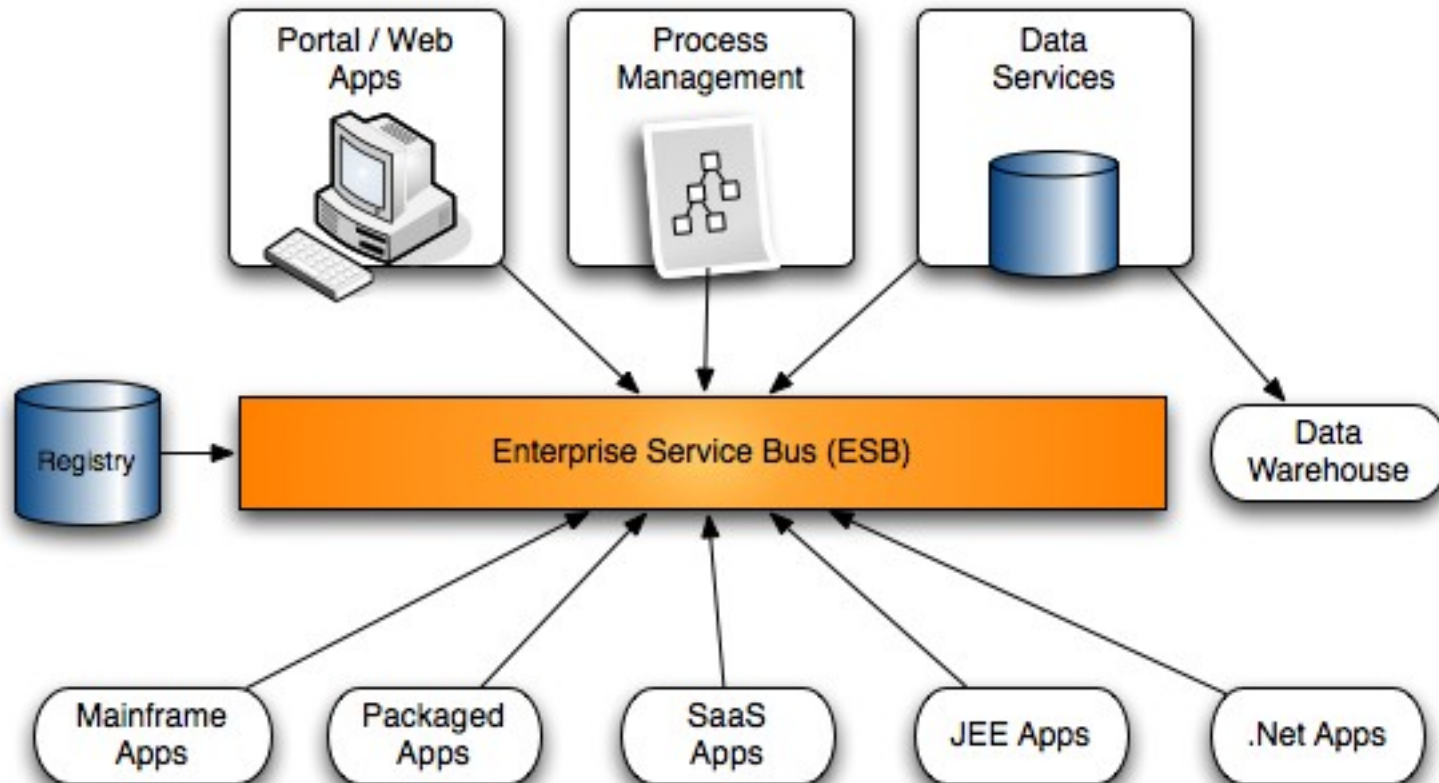 Portal / Web
Apps
Process
Management
Data
Services
Registry
Enterprise Service Bus (ESB)
Data
Warehouse
Mainframe
Apps
Packaged
Apps
SaaS
Apps
JEE Apps
.Net Apps